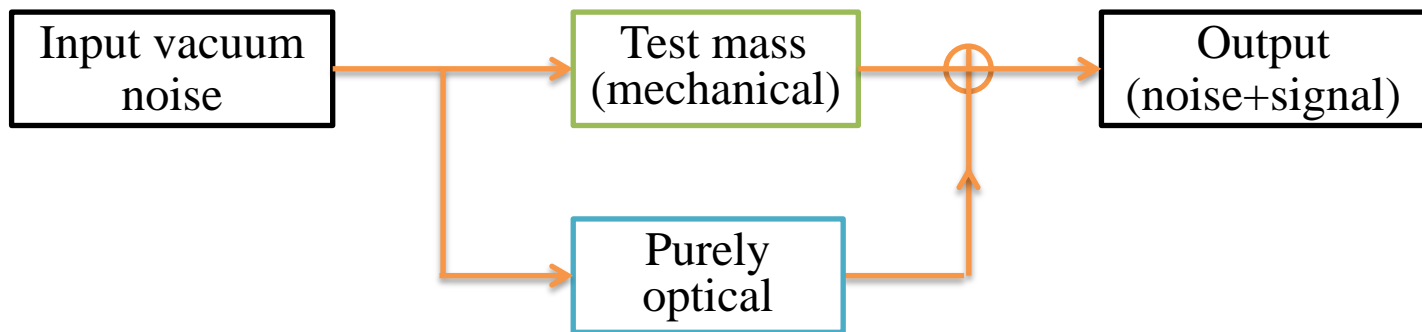 Input vacuum
noise
Test mass
(mechanical)
Output
(noise+signal)
Purely
optical